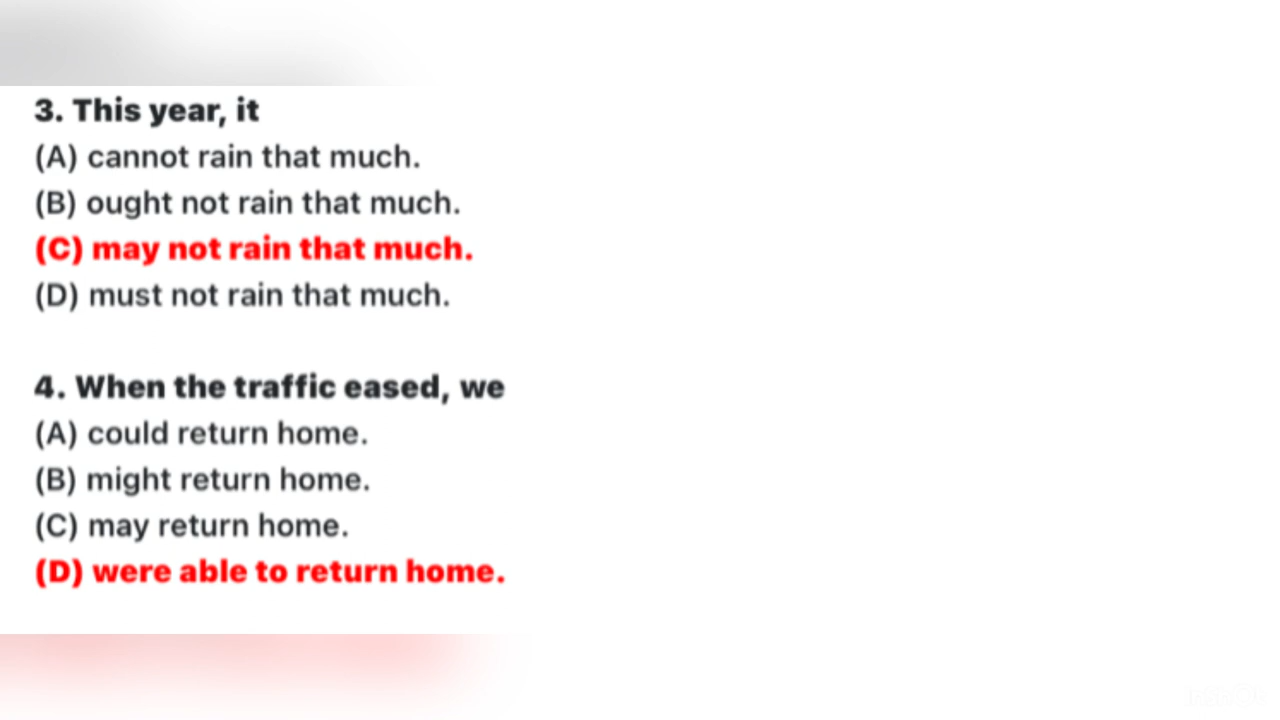 3. This year, it
(A) cannot rain that much.
(B) ought not rain that much.
(C) may not rain that much.
(D) must not rain that much.
4. When the traffic eased, we
(A) could return home.
(B) might return home.
(C) may return home.
(D) were able to return home.